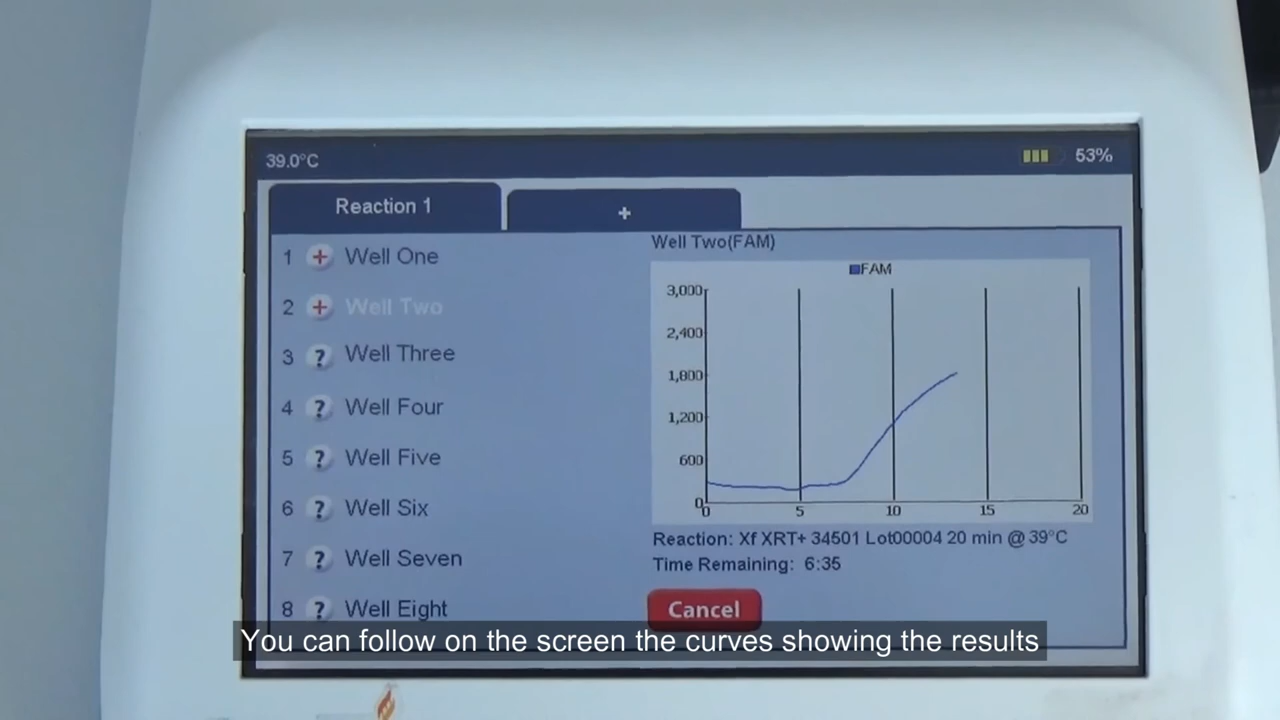 39.0°C
53%
Reaction 1
+
1 + Well One
2 + Well Two
3 ? Well Three
4 ? Well Four
5 ? Well Five
6 ? Well Six
7 ? Well Seven
8 ? Well Eight
Well Two(FAM)
FAM
3,000
2,400
1,800
1,200
600
0
0 5 10 15 20
Reaction: Xf XRT+ 34501 Lot00004 20 min @ 39°C
Time Remaining: 6:35
Cancel
You can follow on the screen the curves showing the results